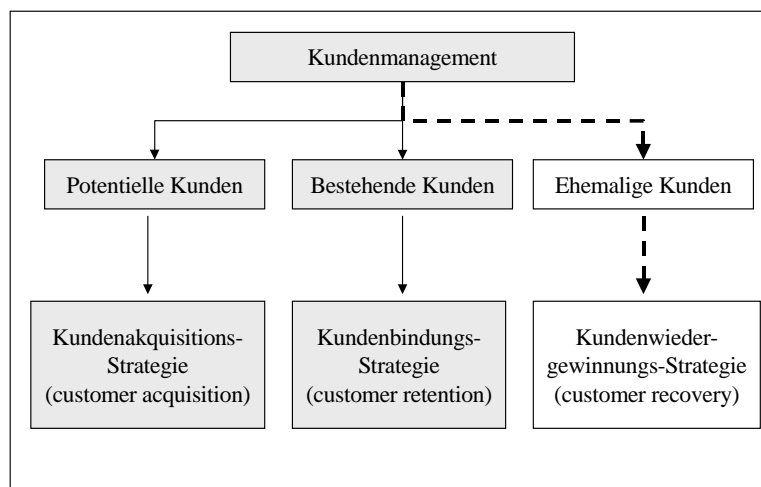 Kundenmanagement
Potentielle Kunden
Bestehende Kunden
Ehemalige Kunden
Kundenakquisitions-
Strategie
(customer acquisition)
Kundenbindungs-
Strategie
(customer retention)
Kundenwieder-
gewinnungs-Strategie
(customer recovery)